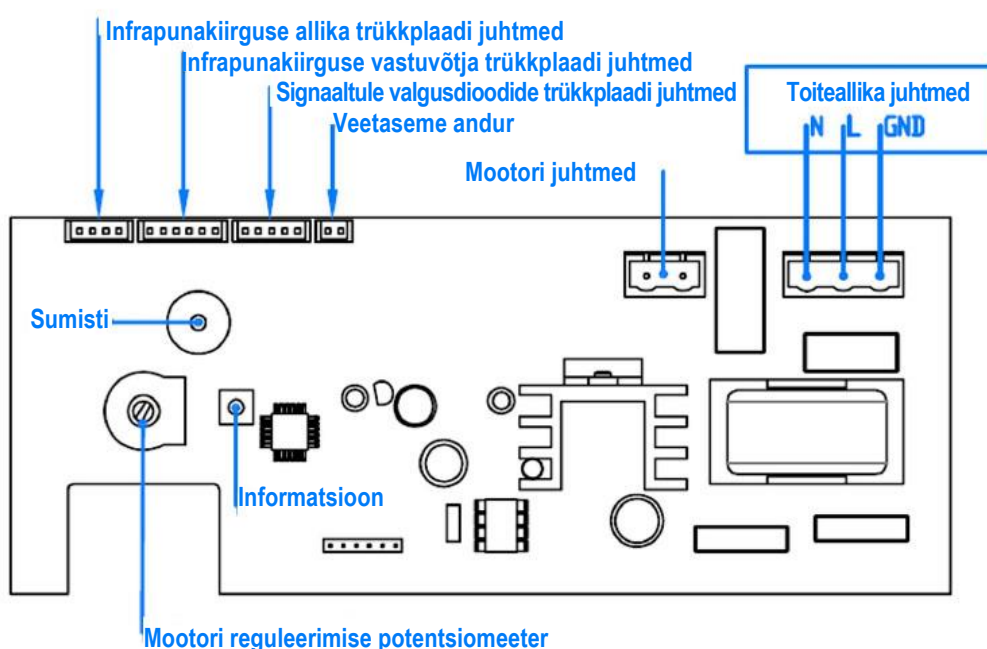 Infrapunakiirguse allika trükkplaadi juhtmed
Infrapunakiirguse vastuvõtja trükkplaadi juhtmed
Signaaltule valgusdioodide trükkplaadi juhtmed
Veetaseme andur
Toiteallika juhtmed
N L GND
Mootori juhtmed
Sumisti
Informatsioon
Mootori reguleerimise potentsiomeeter